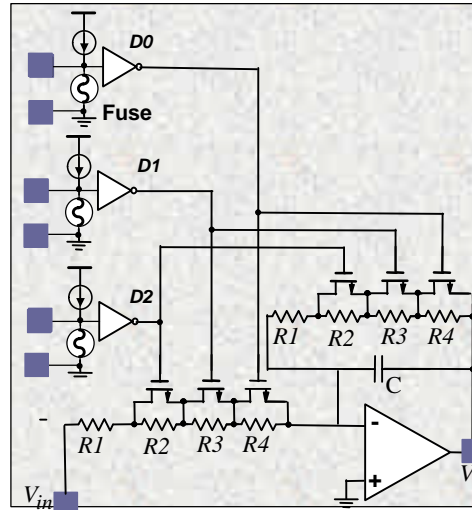 D0
Fuse
D1
D2
R1 R2 R3 R4
C
-
R1 R2 R3 R4
-
+
Vin
V